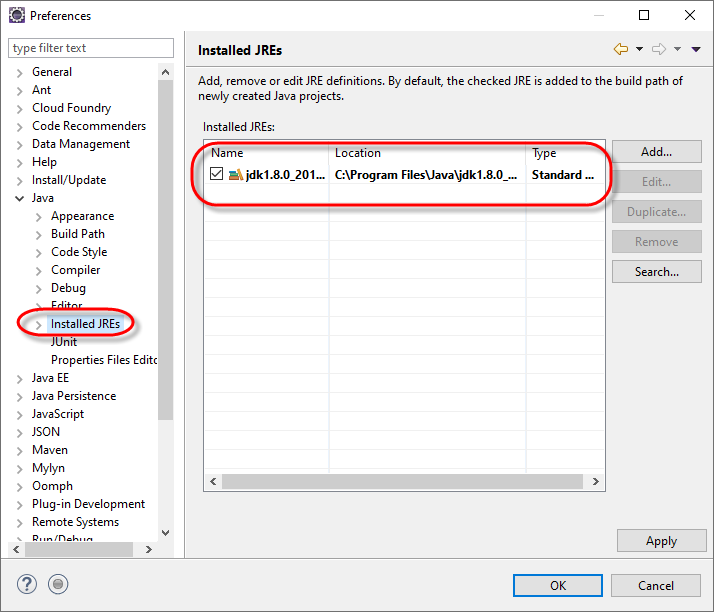 Preferences
type filter text
General
Ant
Cloud Foundry
Code Recommenders
Data Management
Help
Install/Update
Java
Appearance
Build Path
Code Style
Compiler
Debug
Editor
Installed JREs
JUnit
Properties Files Edito
Java EE
Java Persistence
JavaScript
JSON
Maven
Mylyn
Oomph
Plug-in Development
Remote Systems
Run/Debug
Installed JREs
Add, remove or edit JRE definitions. By default, the checked JRE is added to the build path of
newly created Java projects.
Installed JREs:
Name Location Type
jdk1.8.0_201... C:\Program Files\Java\jdk1.8.0_... Standard ...
Add...
Edit...
Duplicate...
Remove
Search...
Apply
?
OK Cancel